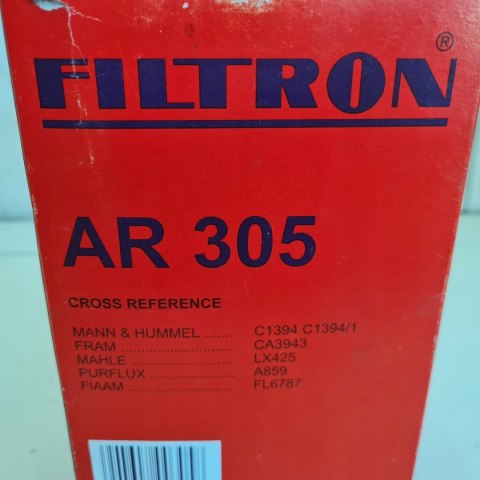 FILTRON®
AR 305
CROSS REFERENCE
MANN & HUMMEL ....... C1394 C1394/1
FRAM ............................ CA3943
MAHLE ......................... LX425
PURFLUX ..................... A859
FIAAM ........................... FL6787